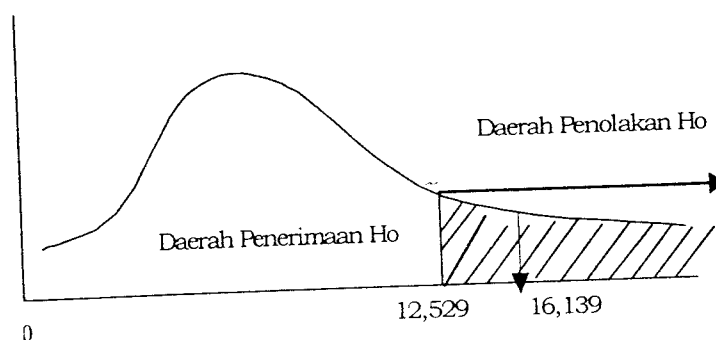 Daerah Penolakan Ho
Daerah Penerimaan Ho
12,529
16,139
0